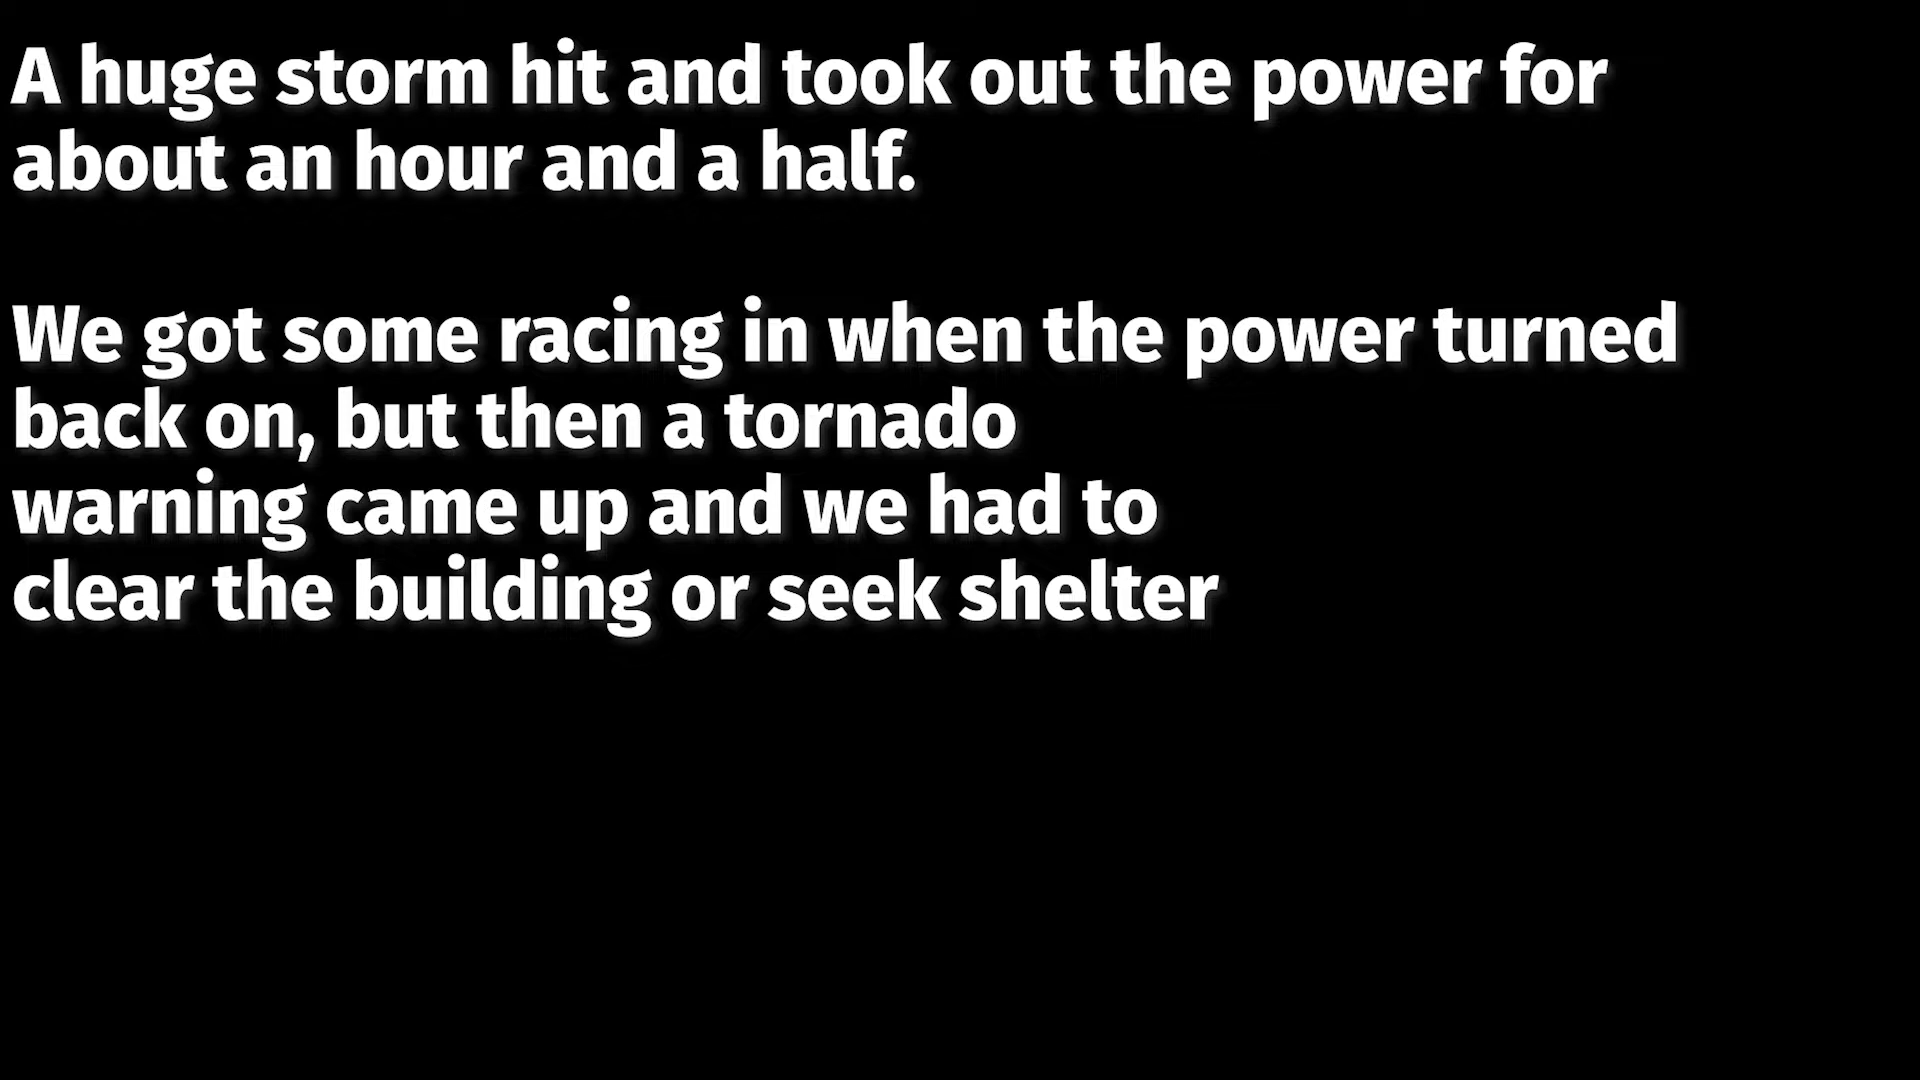 A huge storm hit and took out the power for
about an hour and a half.
We got some racing in when the power turned
back on, but then a tornado
warning came up and we had to
clear the building or seek shelter